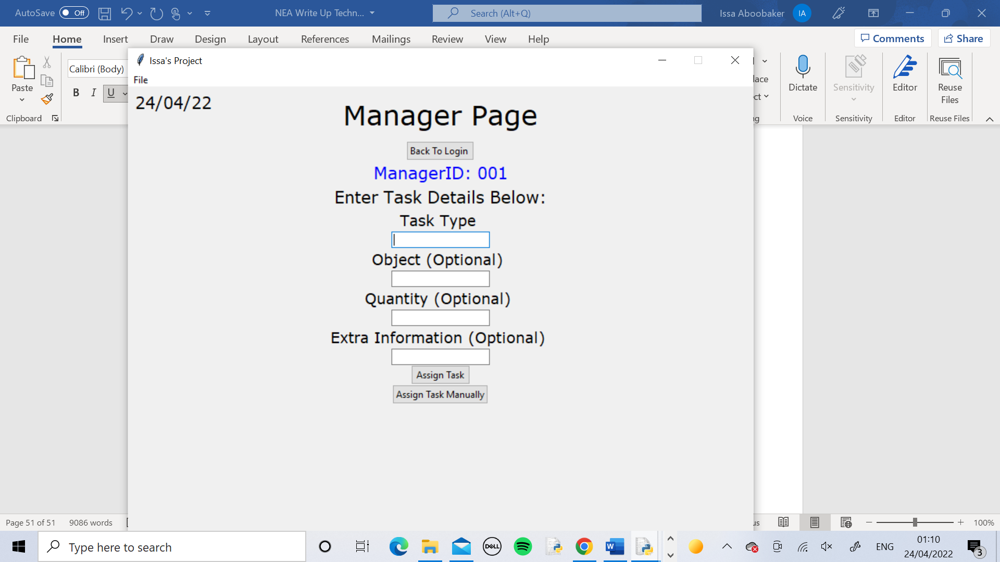 AutoSave Off NEA Write Up Techn... Search (Alt+Q) Issa Aboobaker IA
File Home Insert Draw Design Layout References Mailings Review View Help Comments Share
Calibri (Body)
Paste
B I U
Clipboard
lace
ct
Dictate
Voice
Sensitivity
Sensitivity
Editor
Editor
Reuse
Files
Reuse Files
ng
Issa's Project
File
24/04/22
Manager Page
Back To Login
ManagerID: 001
Enter Task Details Below:
Task Type
Object (Optional)
Quantity (Optional)
Extra Information (Optional)
Assign Task
Assign Task Manually
Page 51 of 51 9086 words us 100%
Type here to search
DELL
W
ENG
01:10
24/04/2022
3